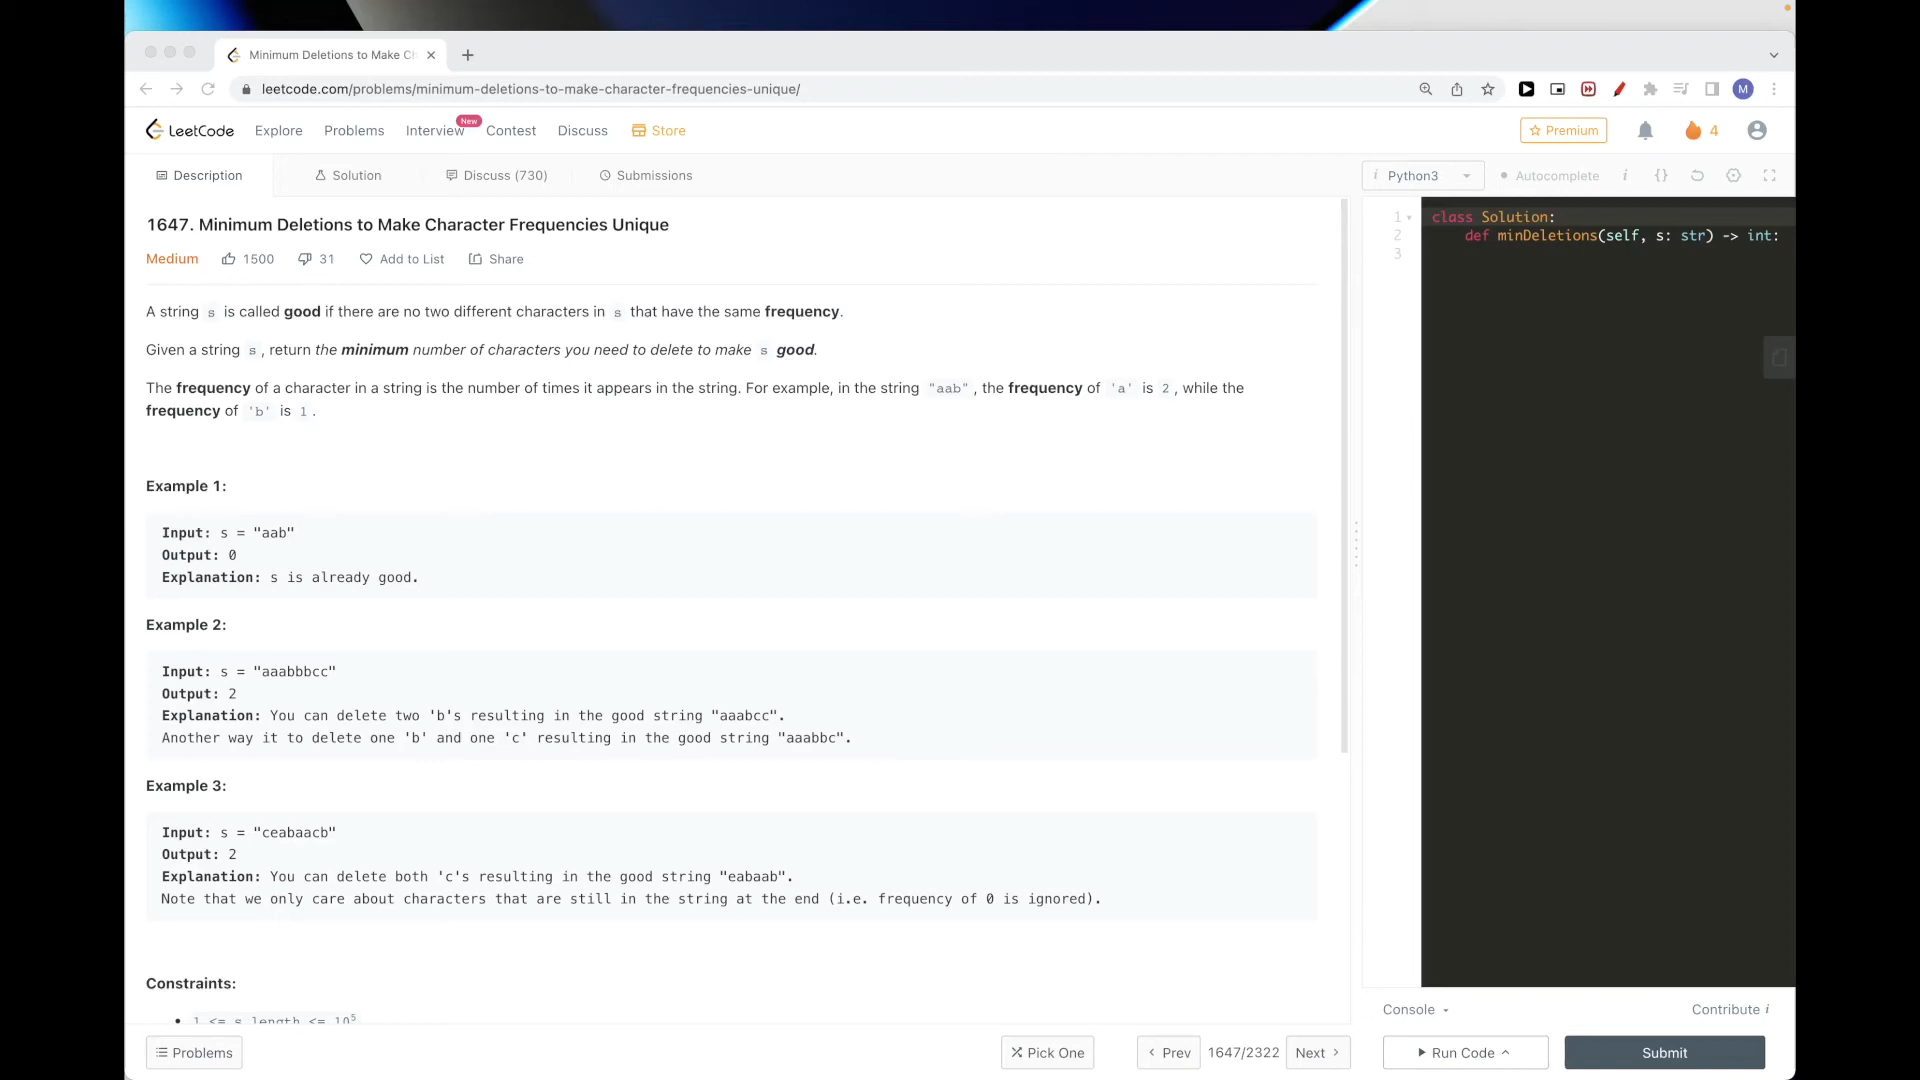 Minimum Deletions to Make Ch
leetcode.com/problems/minimum-deletions-to-make-character-frequencies-unique/
M
LeetCode Explore Problems Interview New Contest Discuss Store
Premium 4
Description Solution Discuss (730) Submissions
i Python3 Autocomplete i {}
1647. Minimum Deletions to Make Character Frequencies Unique
Medium 1500 31 Add to List Share
A string s is called good if there are no two different characters in s that have the same frequency.
Given a string s, return the minimum number of characters you need to delete to make s good.
The frequency of a character in a string is the number of times it appears in the string. For example, in the string "aab", the frequency of 'a' is 2, while the
frequency of 'b' is 1.
Example 1:
Input: s = "aab"
Output: 0
Explanation: s is already good.
Example 2:
Input: s = "aaabbbcc"
Output: 2
Explanation: You can delete two 'b's resulting in the good string "aaabcc".
Another way it to delete one 'b' and one 'c' resulting in the good string "aaabbc".
Example 3:
Input: s = "ceabaacb"
Output: 2
Explanation: You can delete both 'c's resulting in the good string "eabaab".
Note that we only care about characters that are still in the string at the end (i.e. frequency of 0 is ignored).
Constraints:
1 <= s.length <= 10^5
1 class Solution:
2 def minDeletions(self, s: str) -> int:
3
Console Contribute i
Problems Pick One Prev 1647/2322 Next Run Code Submit